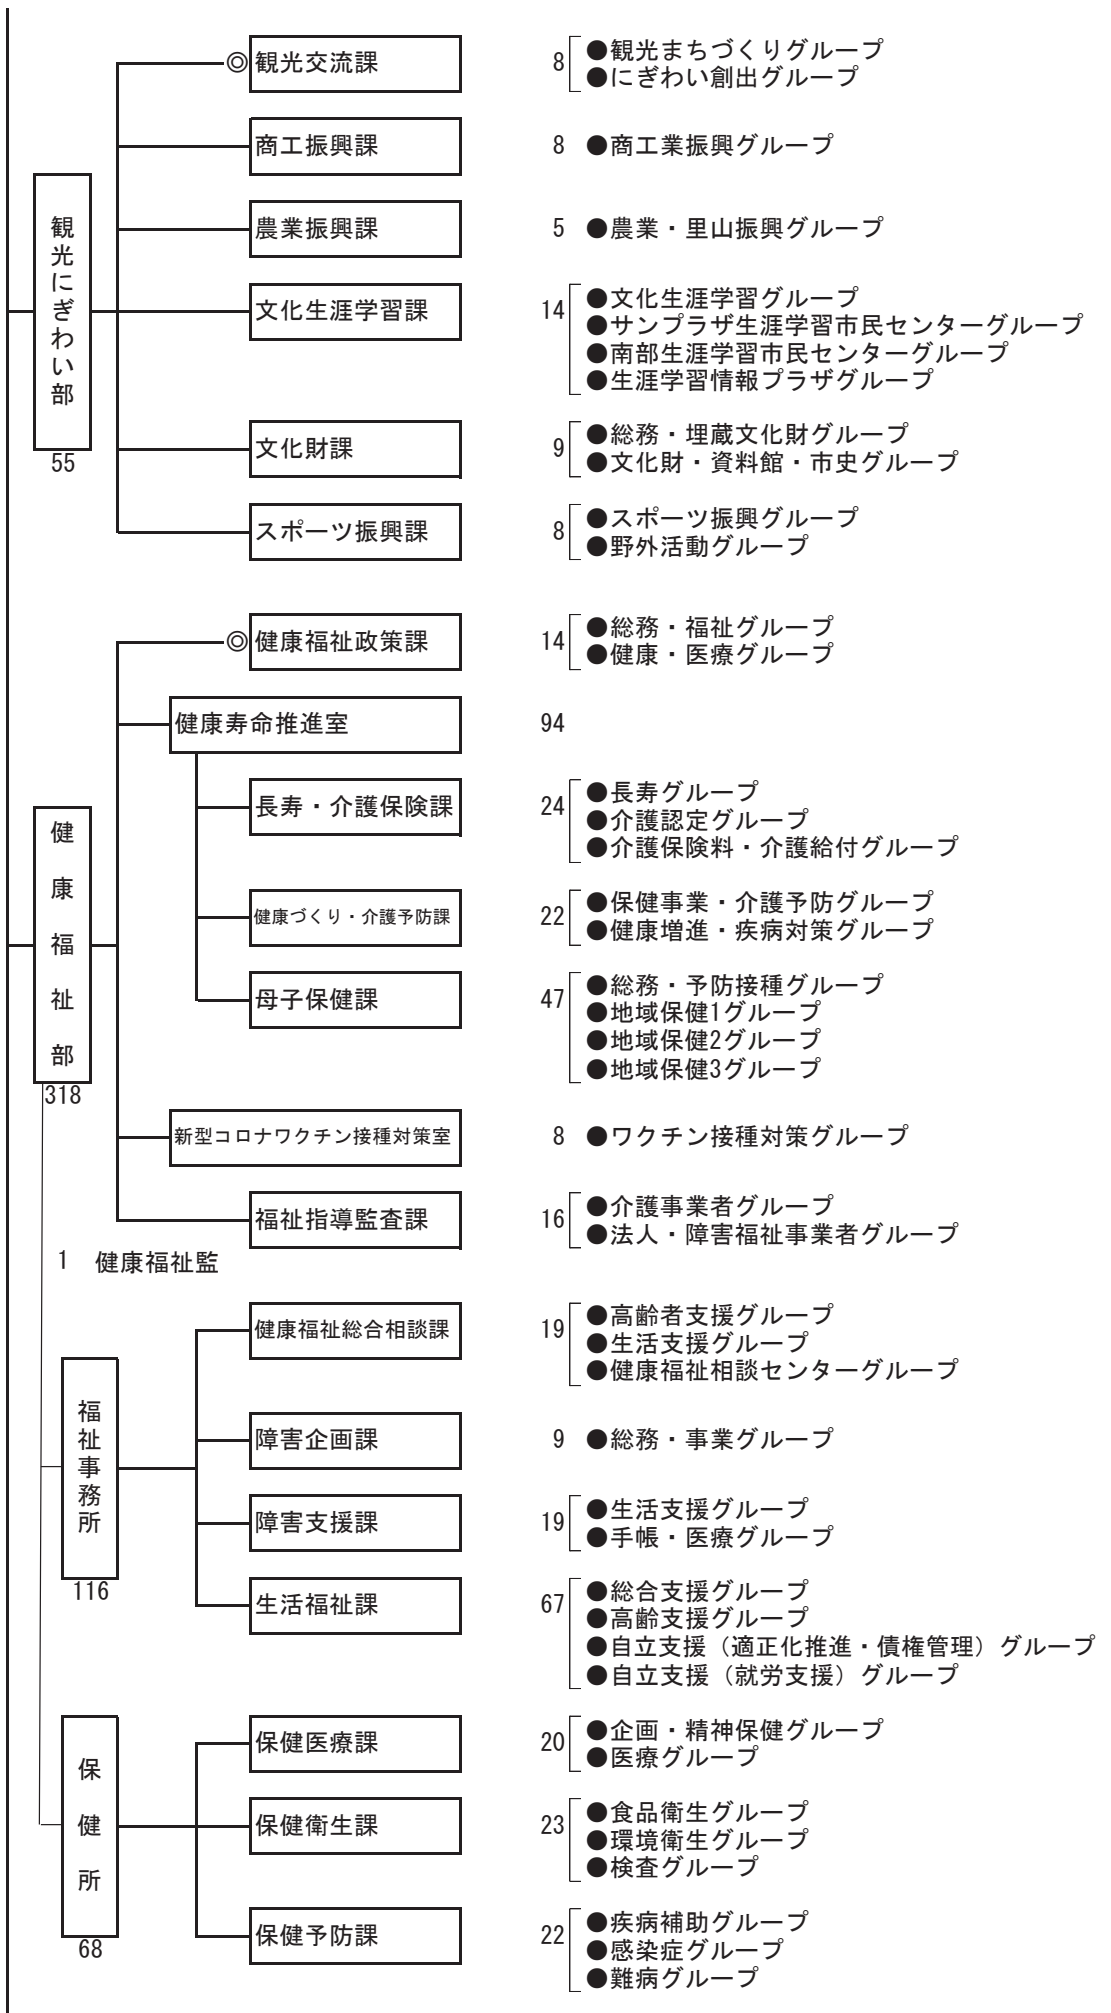 観光にぎわい部
55
◎観光交流課 8 ●観光まちづくりグループ
●にぎわい創出グループ
商工振興課 8 ●商工業振興グループ
農業振興課 5 ●農業・里山振興グループ
文化生涯学習課 14 ●文化生涯学習グループ
●サンプラザ生涯学習市民センターグループ
●南部生涯学習市民センターグループ
●生涯学習情報プラザグループ
文化財課 9 ●総務・埋蔵文化財グループ
●文化財・資料館・市史グループ
スポーツ振興課 8 ●スポーツ振興グループ
●野外活動グループ
健康福祉部
318
◎健康福祉政策課 14 ●総務・福祉グループ
●健康・医療グループ
健康寿命推進室 94
長寿・介護保険課 24 ●長寿グループ
●介護認定グループ
●介護保険料・介護給付グループ
健康づくり・介護予防課 22 ●保健事業・介護予防グループ
●健康増進・疾病対策グループ
母子保健課 47 ●総務・予防接種グループ
●地域保健1グループ
●地域保健2グループ
●地域保健3グループ
新型コロナワクチン接種対策室 8 ●ワクチン接種対策グループ
福祉指導監査課 16 ●介護事業者グループ
●法人・障害福祉事業者グループ
1 健康福祉監
福祉事務所
116
健康福祉総合相談課 19 ●高齢者支援グループ
●生活支援グループ
●健康福祉相談センターグループ
障害企画課 9 ●総務・事業グループ
障害支援課 19 ●生活支援グループ
●手帳・医療グループ
生活福祉課 67 ●総合支援グループ
●高齢支援グループ
●自立支援（適正化推進・債権管理）グループ
●自立支援（就労支援）グループ
保健所
68
保健医療課 20 ●企画・精神保健グループ
●医療グループ
保健衛生課 23 ●食品衛生グループ
●環境衛生グループ
●検査グループ
保健予防課 22 ●疾病補助グループ
●感染症グループ
●難病グループ